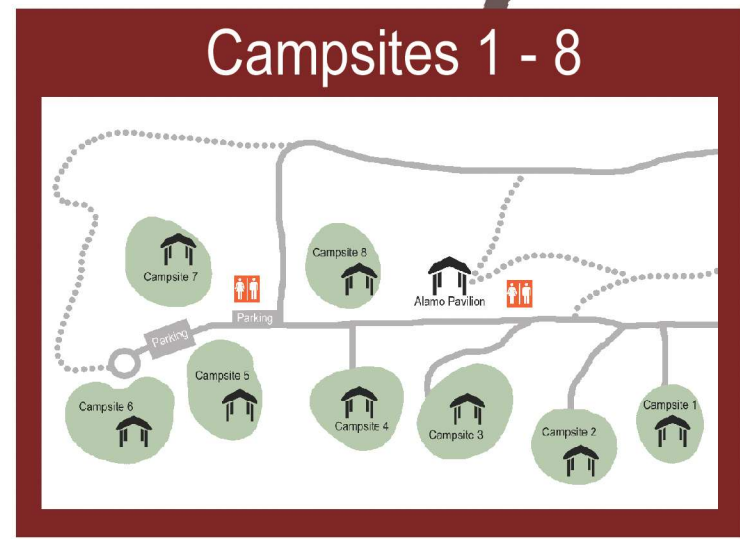 Campsites 1 - 8
Campsite 8
Campsite 7
Alamo Pavilion
Parking
Parking
Campsite 5
Campsite 6
Campsite 4
Campsite 3
Campsite 2
Campsite 1